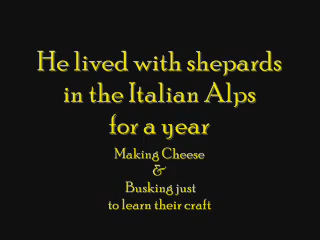 He lived with shepards
in the Italian Alps
for a year
Making Cheese
&
Busking just
to learn their craft